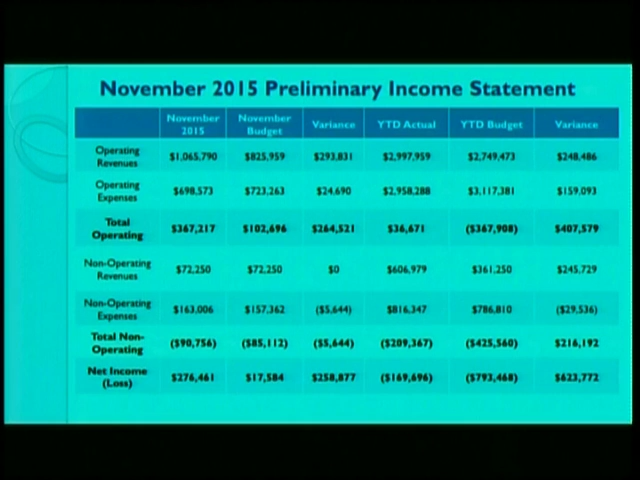 November 2015 Preliminary Income Statement
November 2015 November Budget Variance YTD Actual YTD Budget Variance
Operating Revenues $1,065,790 $825,959 $293,831 $2,997,959 $2,749,473 $248,486
Operating Expenses $698,573 $723,263 $24,690 $2,958,288 $3,117,381 $159,093
Total Operating $367,217 $102,696 $264,521 $36,671 ($367,908) $407,579
Non-Operating Revenues $72,250 $72,250 $0 $606,979 $361,250 $245,729
Non-Operating Expenses $163,006 $157,362 ($5,644) $816,347 $786,810 ($29,536)
Total Non-Operating ($90,756) ($85,112) ($5,644) ($209,367) ($425,560) $216,192
Net Income (Loss) $276,461 $17,584 $258,877 ($169,696) ($793,468) $623,772